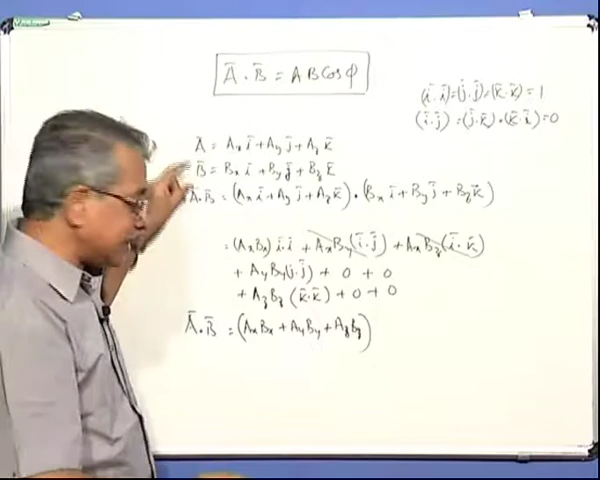 Ā . B̄ = A B Cos φ
(ī.ī)=(j̄.j̄)=(k̄.k̄)=1
(ī.j̄)=(j̄.k̄)=(k̄.ī)=0
Ā = Ax ī + Ay j̄ + Az k̄
B̄ = Bx ī + By j̄ + Bz k̄
Ā.B̄ = (Ax ī + Ay j̄ + Az k̄) . (Bx ī + By j̄ + Bz k̄)
= (AxBx) ī.ī + AxBy(ī.j̄) + AxBz(ī.k̄)
+ AyBy(j̄.j̄) + 0 + 0
+ AzBz(k̄.k̄) + 0 + 0
Ā.B̄ = (AxBx + AyBy + AzBz)